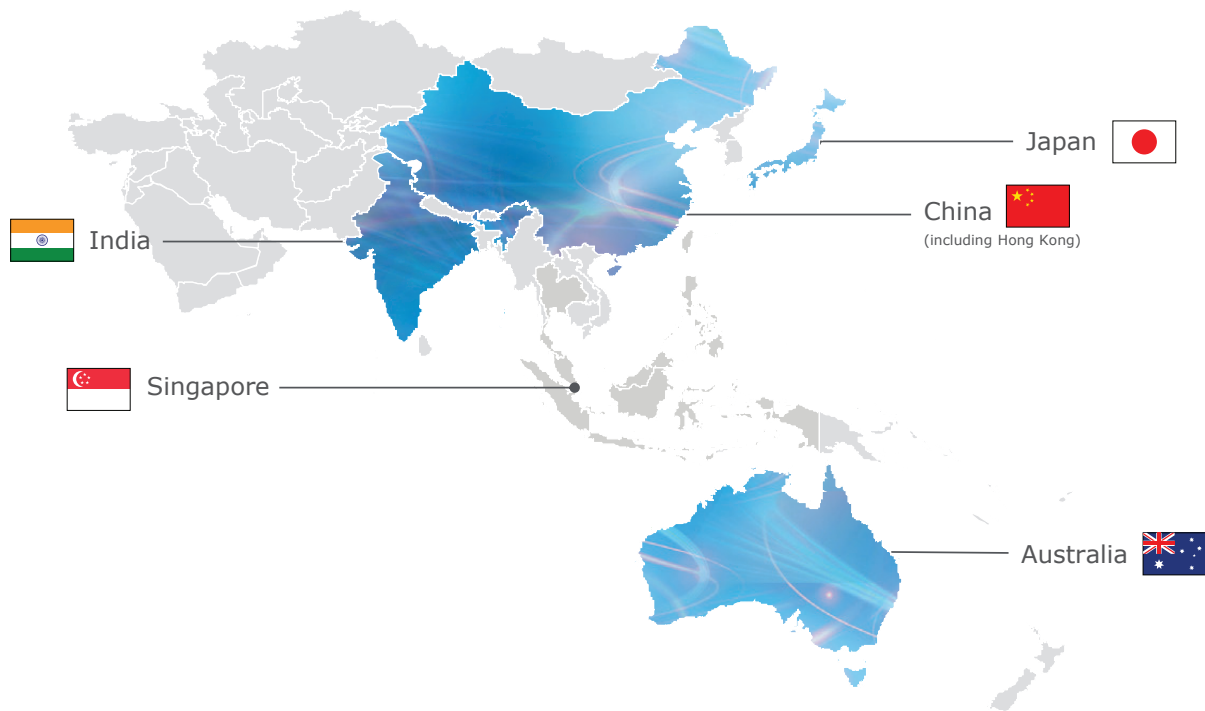 Japan
China
(including Hong Kong)
India
Singapore
Australia